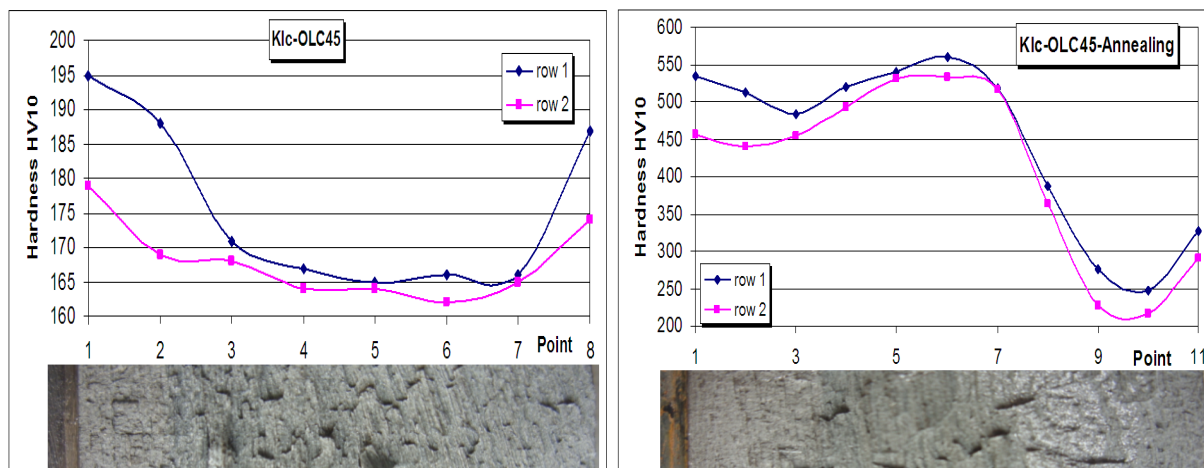 KIc-OLC45
200
195
190
185
180
175
170
165
160
Hardness HV10
row 1
row 2
1 2 3 4 5 6 7 8
Point
KIc-OLC45-Annealing
600
550
500
450
400
350
300
250
200
Hardness HV10
row 1
row 2
1 3 5 7 9 11
Point